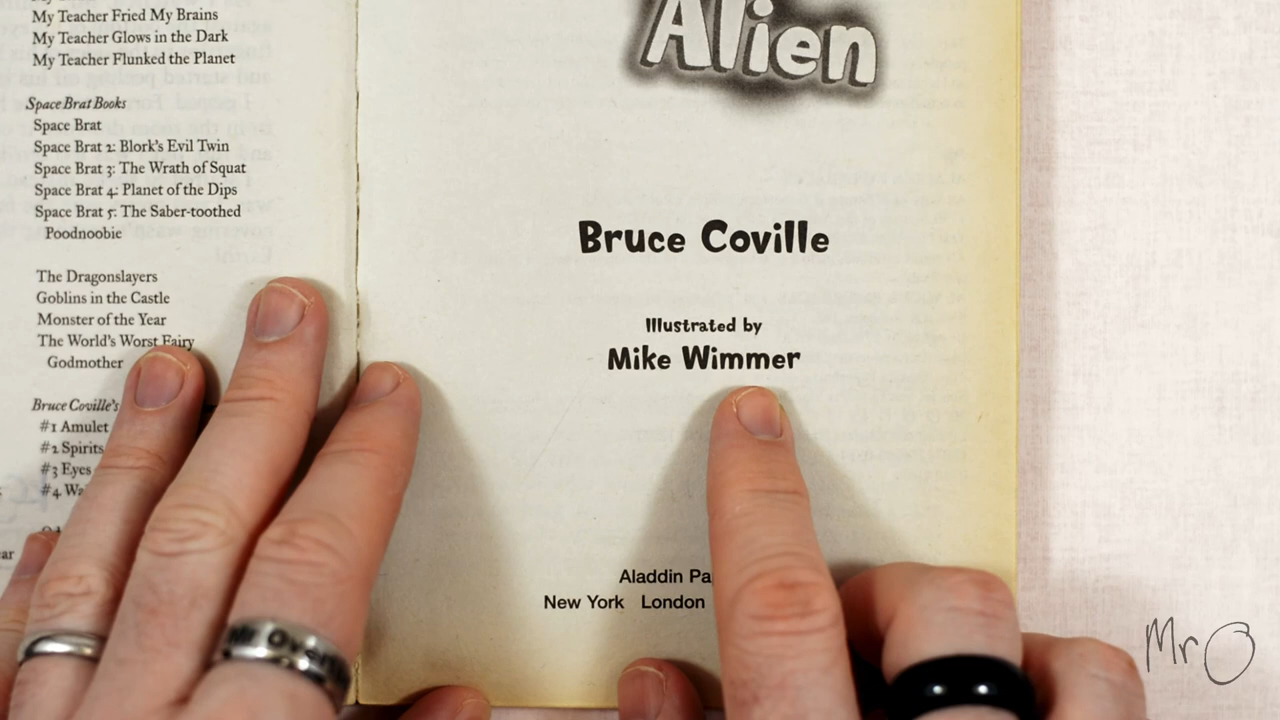 My Teacher Fried My Brains
My Teacher Glows in the Dark
My Teacher Flunked the Planet
Space Brat Books
Space Brat
Space Brat 2: Blork's Evil Twin
Space Brat 3: The Wrath of Squat
Space Brat 4: Planet of the Dips
Space Brat 5: The Saber-toothed
Poodnoobie
The Dragonslayers
Goblins in the Castle
Monster of the Year
The World's Worst Fairy
Godmother
Bruce Coville's
#1 Amulet
#2 Spirits
#3 Eyes
#4
Alien
Bruce Coville
Illustrated by
Mike Wimmer
Aladdin
New York London
Mr O